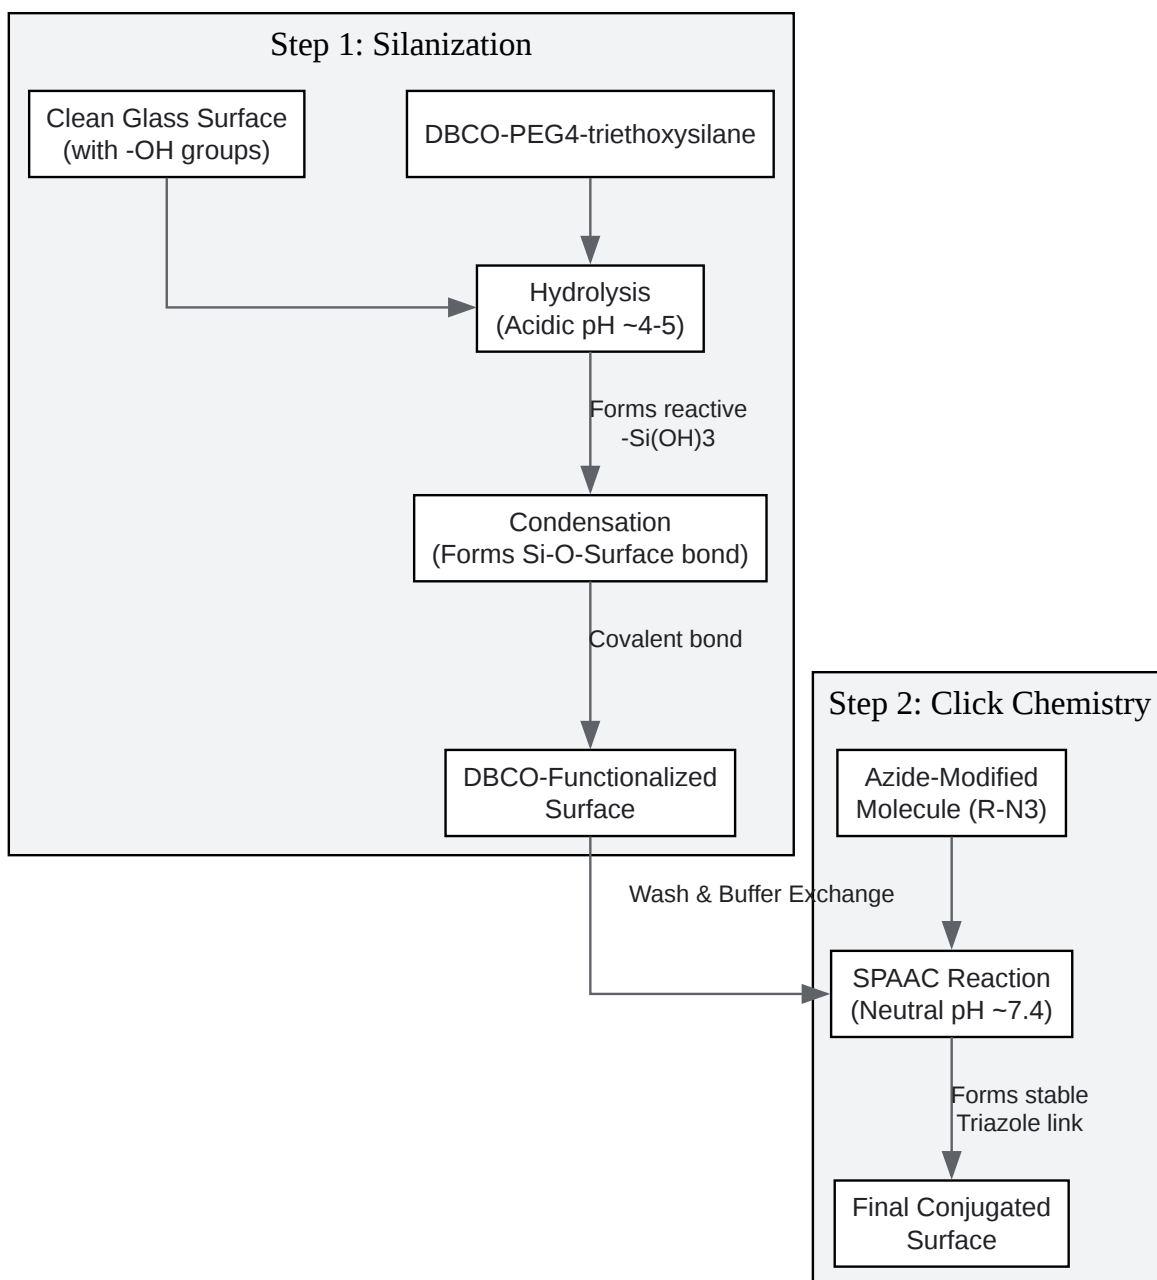 Step 1: Silanization
Clean Glass Surface
(with -OH groups)
DBCO-PEG4-triethoxysilane
Hydrolysis
(Acidic pH ~4-5)
Forms reactive
-Si(OH)3
Condensation
(Forms Si-O-Surface bond)
Covalent bond
DBCO-Functionalized
Surface
Wash & Buffer Exchange
Step 2: Click Chemistry
Azide-Modified
Molecule (R-N3)
SPAAC Reaction
(Neutral pH ~7.4)
Forms stable
Triazole link
Final Conjugated
Surface